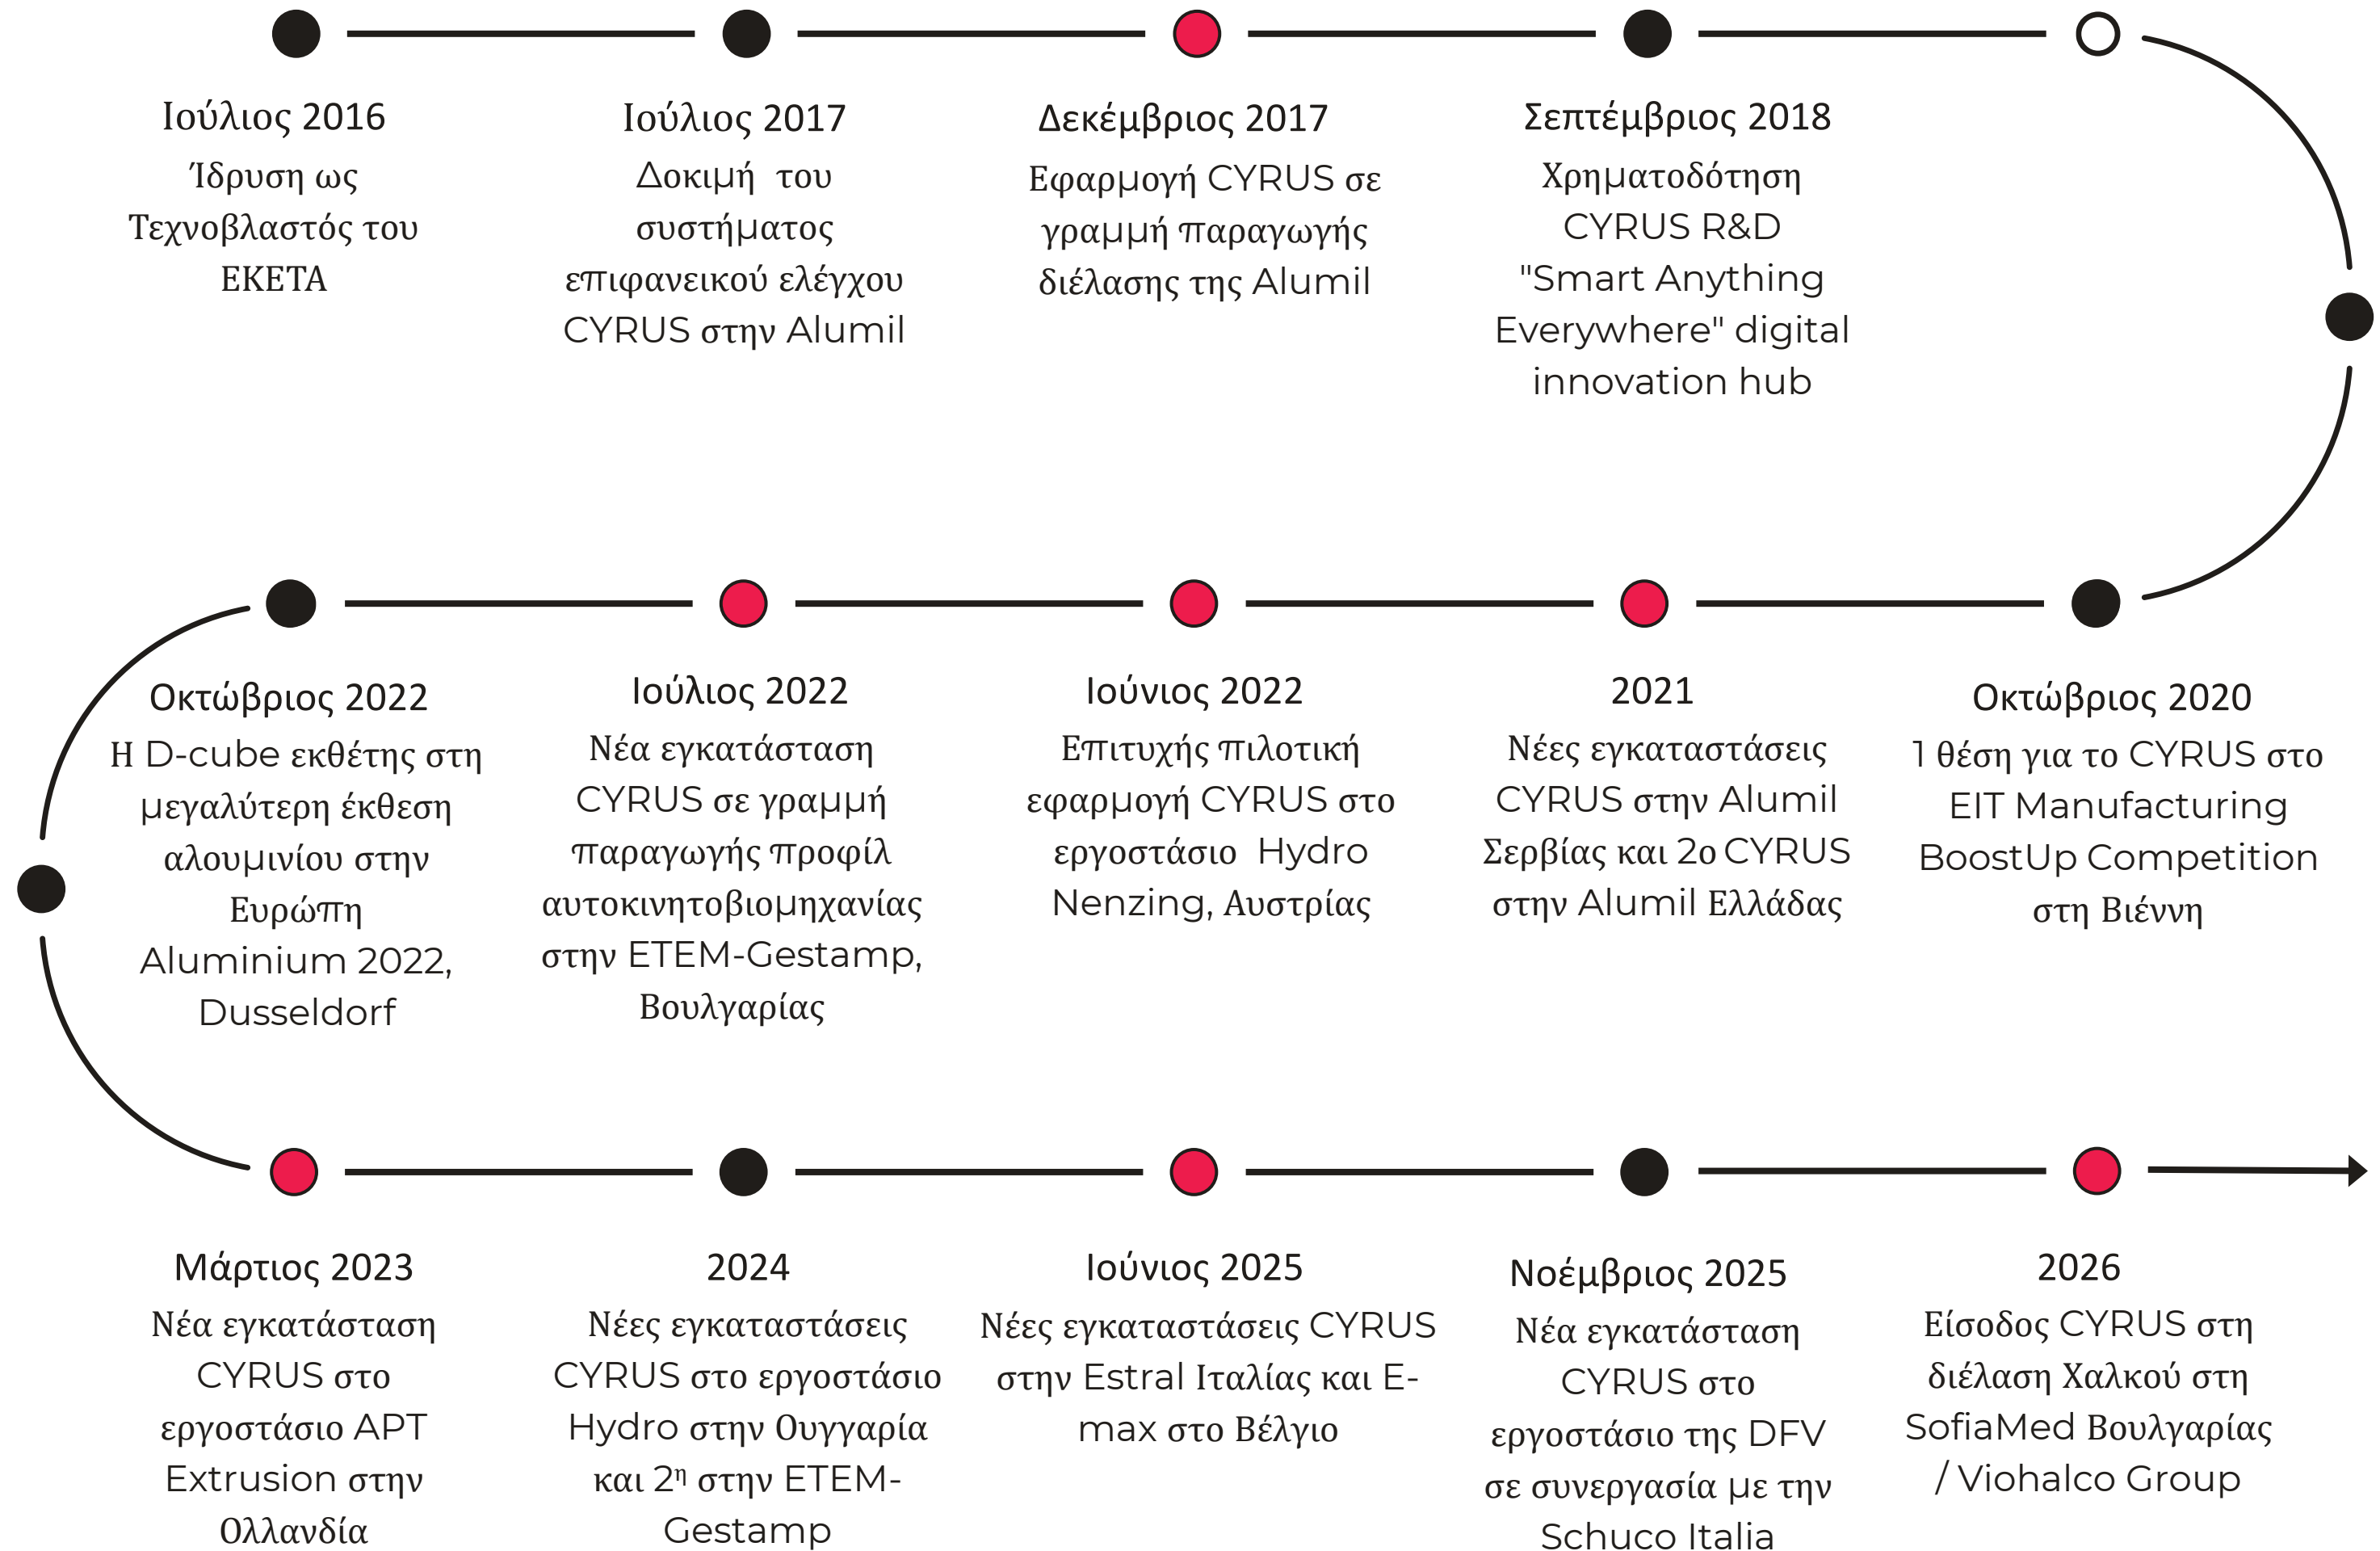 Ιούλιος 2016
Ίδρυση ως
Τεχνοβλαστός του
ΕΚΕΤΑ
Ιούλιος 2017
Δοκιμή του
συστήματος
επιφανεικού ελέγχου
CYRUS στην Alumil
Δεκέμβριος 2017
Εφαρμογή CYRUS σε
γραμμή παραγωγής
διέλασης της Alumil
Σεπτέμβριος 2018
Χρηματοδότηση
CYRUS R&D
"Smart Anything
Everywhere" digital
innovation hub
Οκτώβριος 2022
Η D-cube εκθέτης στη
μεγαλύτερη έκθεση
αλουμινίου στην
Ευρώπη
Aluminium 2022,
Dusseldorf
Ιούλιος 2022
Νέα εγκατάσταση
CYRUS σε γραμμή
παραγωγής προφίλ
αυτοκινητοβιομηχανίας
στην ETEM-Gestamp,
Βουλγαρίας
Ιούνιος 2022
Επιτυχής πιλοτική
εφαρμογή CYRUS στο
εργοστάσιο Hydro
Nenzing, Αυστρίας
2021
Νέες εγκαταστάσεις
CYRUS στην Alumil
Σερβίας και 2ο CYRUS
στην Alumil Ελλάδας
Οκτώβριος 2020
1 θέση για το CYRUS στο
EIT Manufacturing
BoostUp Competition
στη Βιέννη
Μάρτιος 2023
Νέα εγκατάσταση
CYRUS στο
εργοστάσιο APT
Extrusion στην
Ολλανδία
2024
Νέες εγκαταστάσεις
CYRUS στο εργοστάσιο
Hydro στην Ουγγαρία
και 2η στην ETEM-
Gestamp
Ιούνιος 2025
Νέες εγκαταστάσεις CYRUS
στην Estral Ιταλίας και E-
max στο Βέλγιο
Νοέμβριος 2025
Νέα εγκατάσταση
CYRUS στο
εργοστάσιο της DFV
σε συνεργασία με την
Schuco Italia
2026
Είσοδος CYRUS στη
διέλαση Χαλκού στη
SofiaMed Βουλγαρίας
/ Viohalco Group